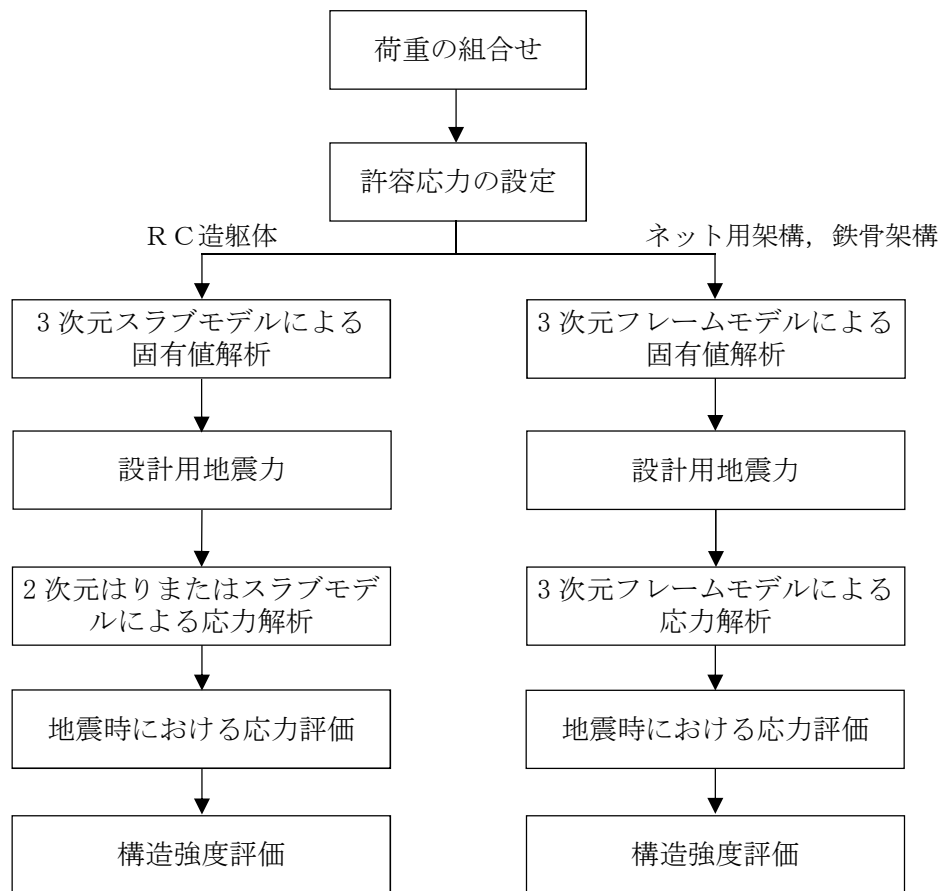 荷重の組合せ
許容応力の設定
ＲＣ造躯体
ネット用架構，鉄骨架構
3 次元スラブモデルによる
固有値解析
3 次元フレームモデルによる
固有値解析
設計用地震力
設計用地震力
2 次元はりまたはスラブモデ
ルによる応力解析
3 次元フレームモデルによる
応力解析
地震時における応力評価
地震時における応力評価
構造強度評価
構造強度評価